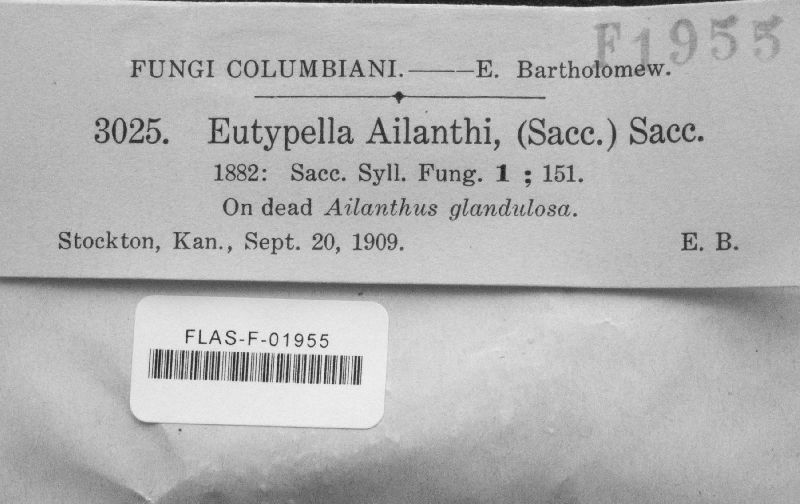 F1955
FUNGI COLUMBIANI.——E. Bartholomew.
3025. Eutypella Ailanthi, (Sacc.) Sacc.
1882: Sacc. Syll. Fung. 1 ; 151.
On dead Ailanthus glandulosa.
Stockton, Kan., Sept. 20, 1909. E. B.
FLAS-F-01955